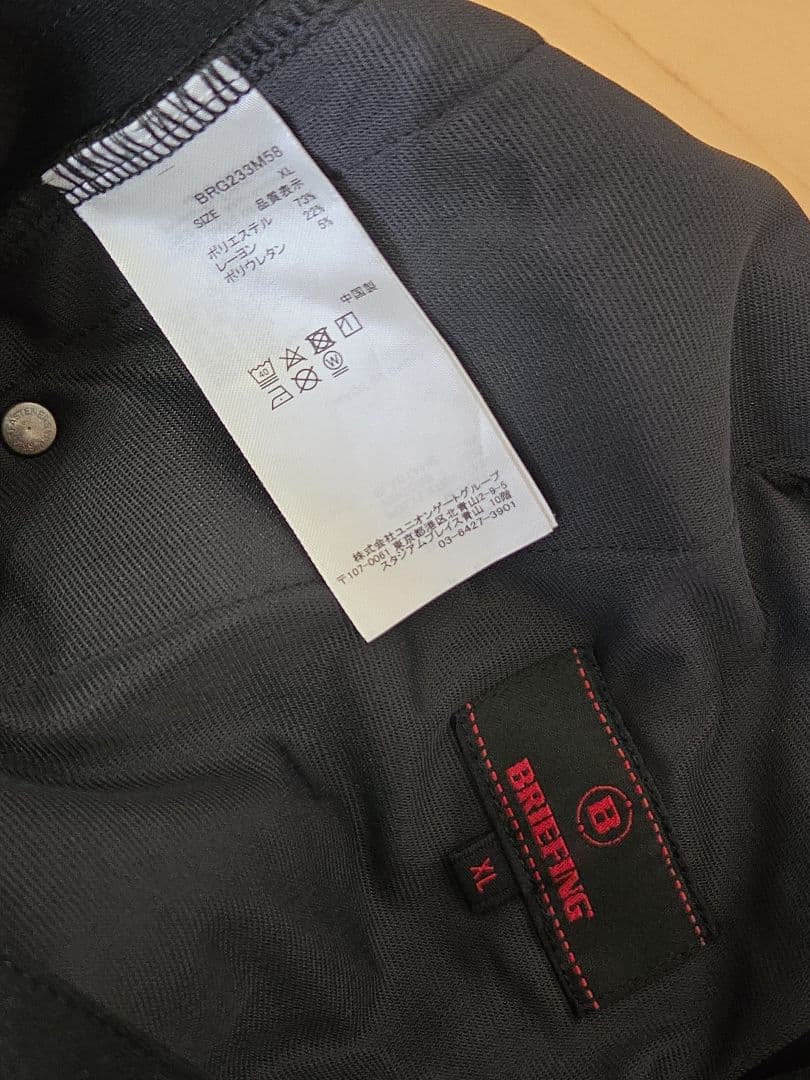 BRG233M58
SIZE XL
品質表示
ポリエステル 73%
レーヨン 22%
ポリウレタン 5%
中国製
40
W
株式会社ユニオンゲートグループ
〒107-0061 東京都港区北青山2-9-5
スタジアムプレイス青山 10階
03-6427-3901
B
BRIEFING
XL